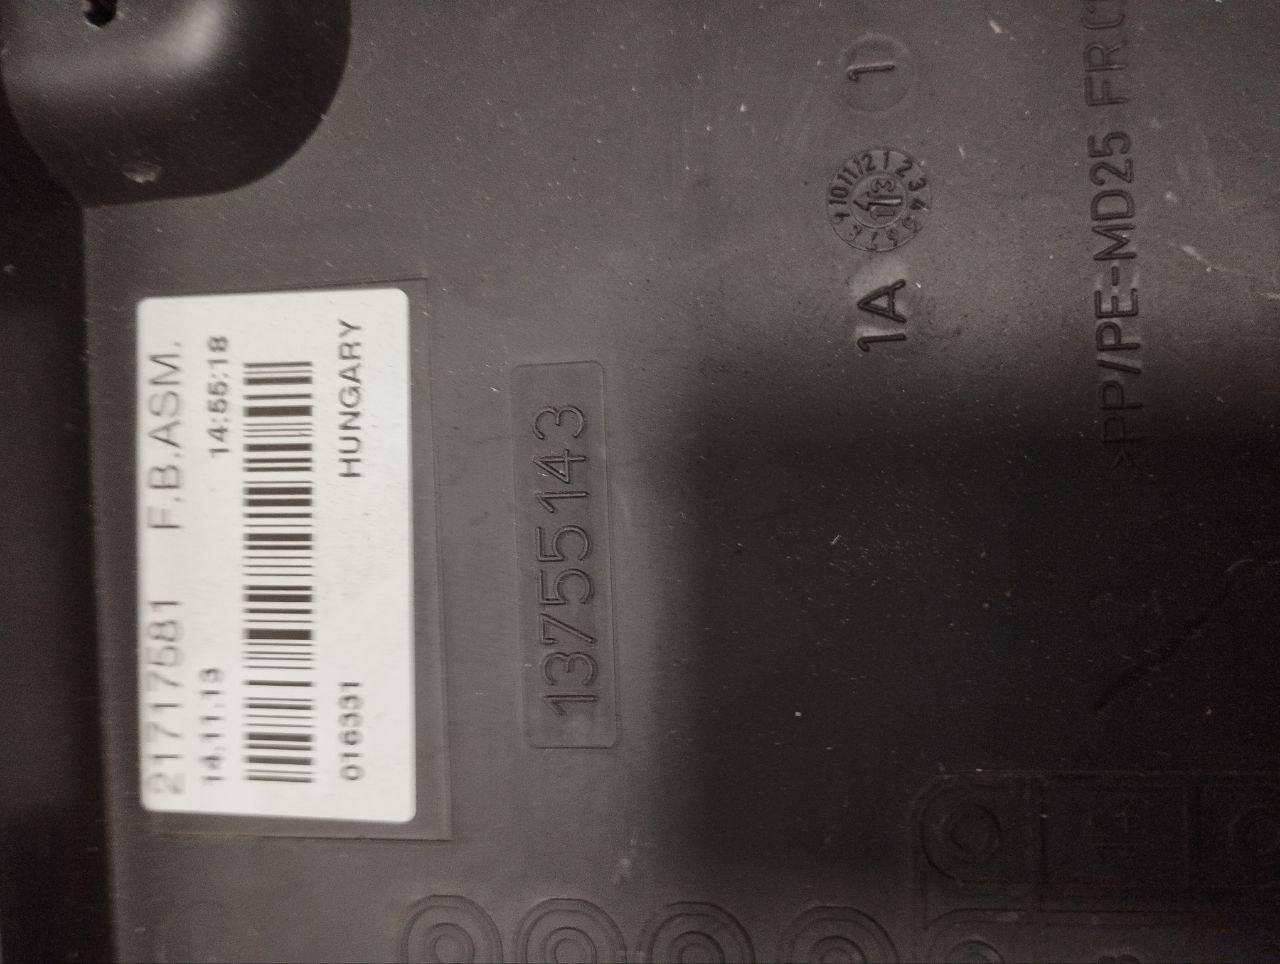 21717581 F.B.ASM.
14.11.13 14:55:18
016331 HUNGARY
13755143
1A
1
>PP/PE-MD25 FR